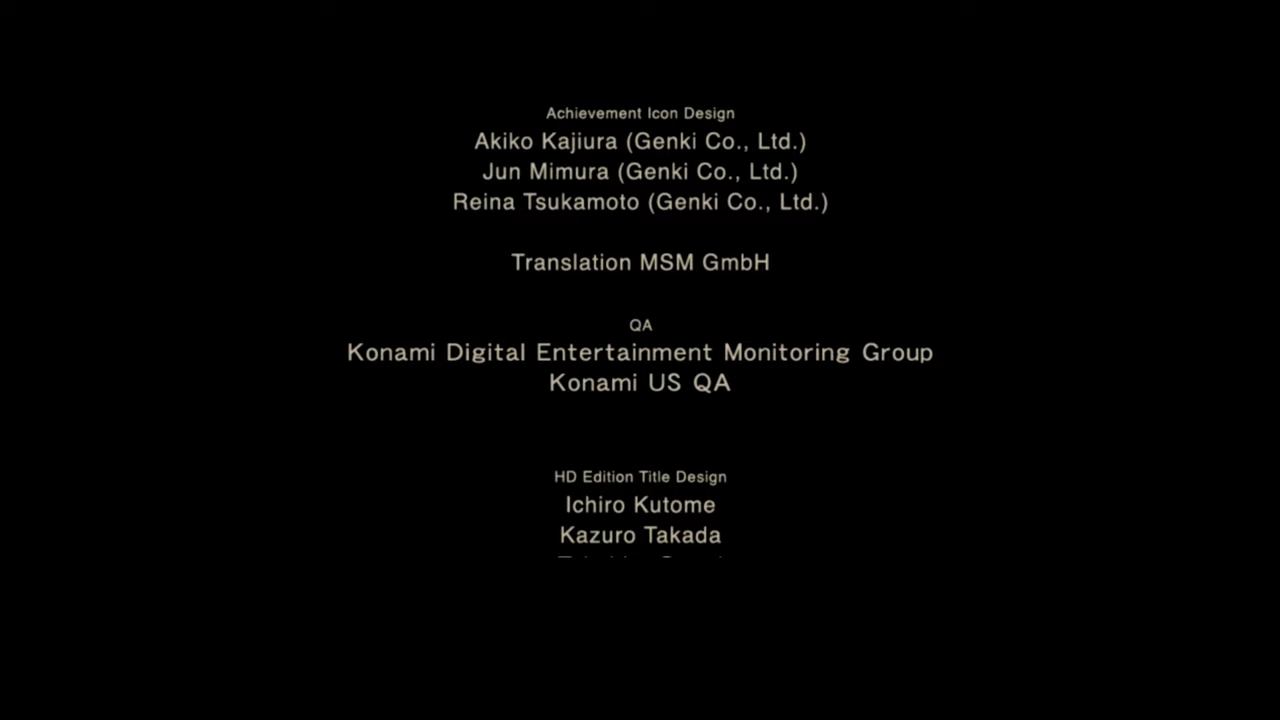 Achievement Icon Design
Akiko Kajiura (Genki Co., Ltd.)
Jun Mimura (Genki Co., Ltd.)
Reina Tsukamoto (Genki Co., Ltd.)
Translation MSM GmbH
QA
Konami Digital Entertainment Monitoring Group
Konami US QA
HD Edition Title Design
Ichiro Kutome
Kazuro Takada